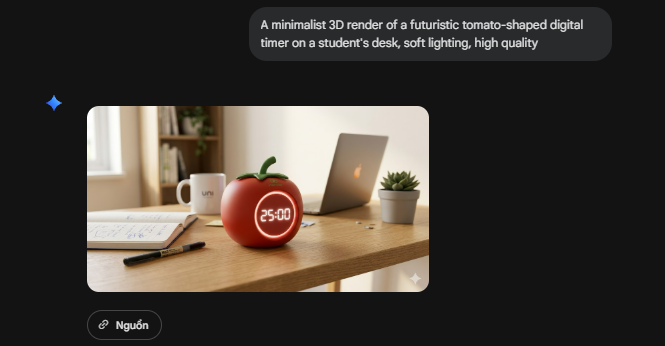 A minimalist 3D render of a futuristic tomato-shaped digital
timer on a student's desk, soft lighting, high quality
uni
25:00
Nguồn